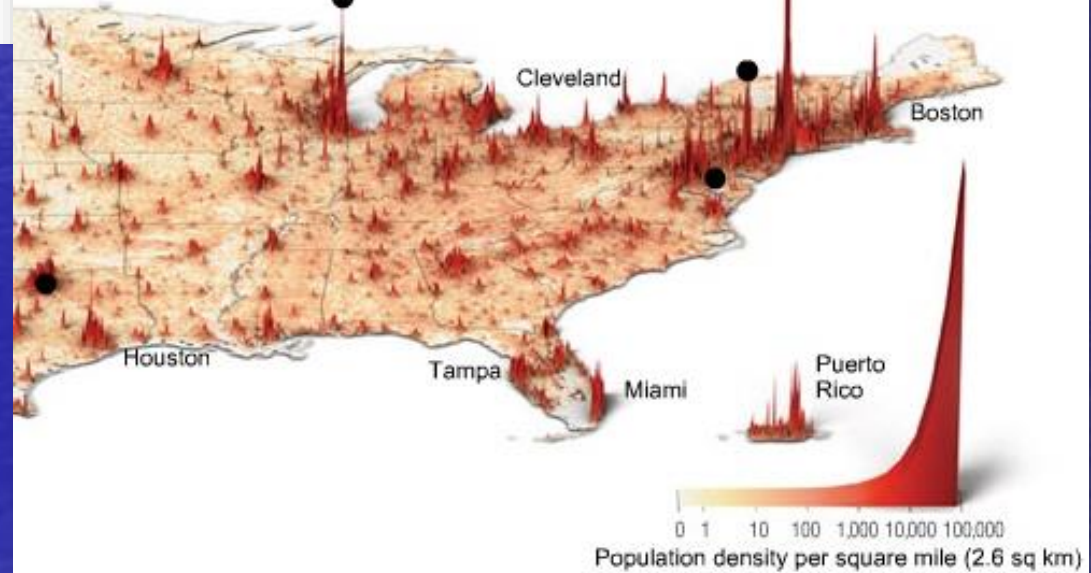 Cleveland
Boston
Houston
Tampa
Miami
Puerto
Rico
0 1 10 100 1,000 10,000 100,000
Population density per square mile (2.6 sq km)